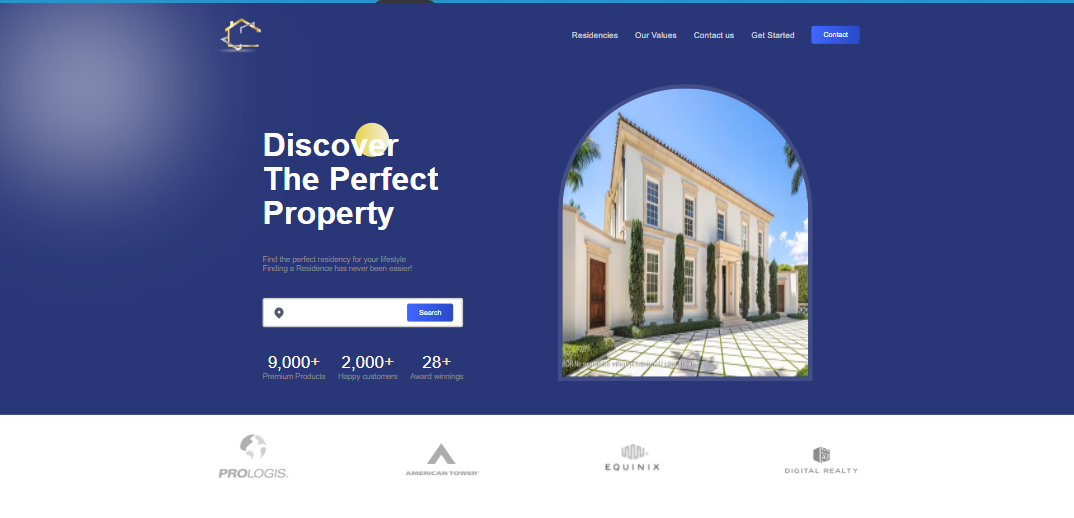 Residencies
Our Values
Contact us
Get Started
Contact
Discover
The Perfect
Property
Find the perfect residency for your lifestyle
Finding a Residence has never been easier!
Search
9,000+
2,000+
28+
Premium Products
Happy customers
Award winnings
PROLOGIS.
AMERICAN TOWER
EQUINIX
DIGITAL REALTY